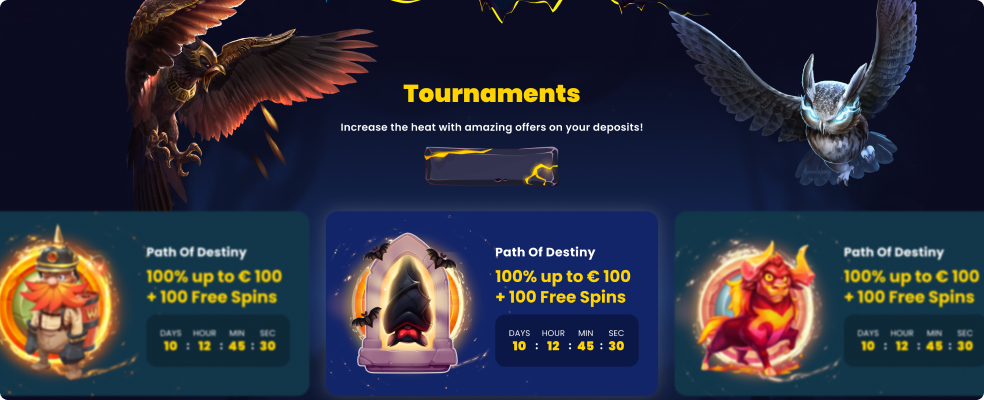 Tournaments
Increase the heat with amazing offers on your deposits!
Path Of Destiny
100% up to € 100
+ 100 Free Spins
DAYS HOUR MIN SEC
10 : 12 : 45 : 30
Path Of Destiny
100% up to € 100
+ 100 Free Spins
DAYS HOUR MIN SEC
10 : 12 : 45 : 30
Path Of Destiny
100% up to € 100
+ 100 Free Spins
DAYS HOUR MIN SEC
10 : 12 : 45 : 30